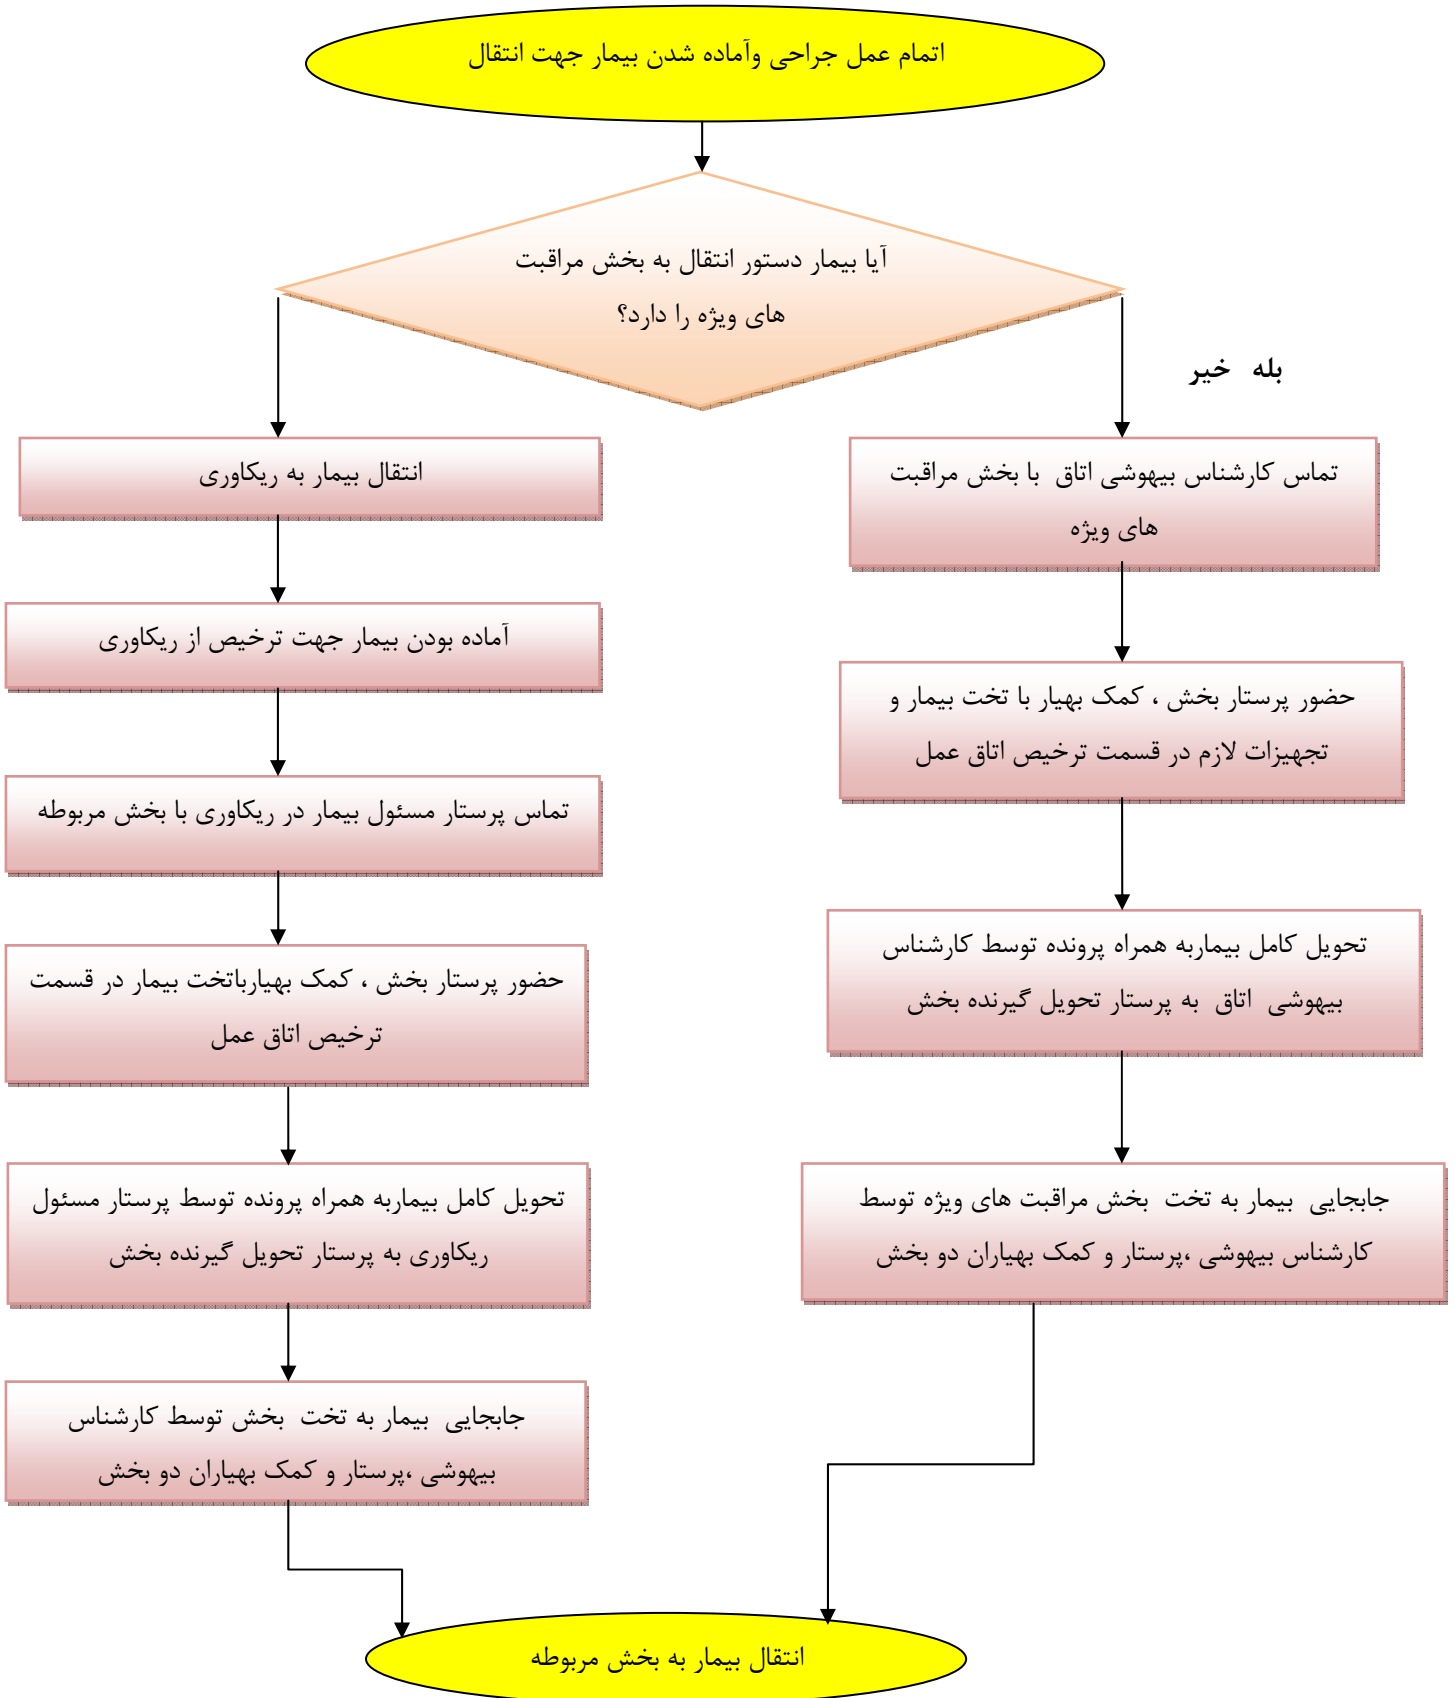 اتمام عمل جراحی وآماده شدن بیمار جهت انتقال
آیا بیمار دستور انتقال به بخش مراقبت
های ویژه را دارد؟
بله خیر
تماس کارشناس بیهوشی اتاق با بخش مراقبت
های ویژه
حضور پرستار بخش ، کمک بهیار با تخت بیمار و
تجهیزات لازم در قسمت ترخیص اتاق عمل
تحویل کامل بیماربه همراه پرونده توسط کارشناس
بیهوشی اتاق به پرستار تحویل گیرنده بخش
جابجایی بیمار به تخت بخش مراقبت های ویژه توسط
کارشناس بیهوشی ،پرستار و کمک بهیاران دو بخش
انتقال بیمار به ریکاوری
آماده بودن بیمار جهت ترخیص از ریکاوری
تماس پرستار مسئول بیمار در ریکاوری با بخش مربوطه
حضور پرستار بخش ، کمک بهیارباتخت بیمار در قسمت
ترخیص اتاق عمل
تحویل کامل بیماربه همراه پرونده توسط پرستار مسئول
ریکاوری به پرستار تحویل گیرنده بخش
جابجایی بیمار به تخت بخش توسط کارشناس
بیهوشی ،پرستار و کمک بهیاران دو بخش
انتقال بیمار به بخش مربوطه